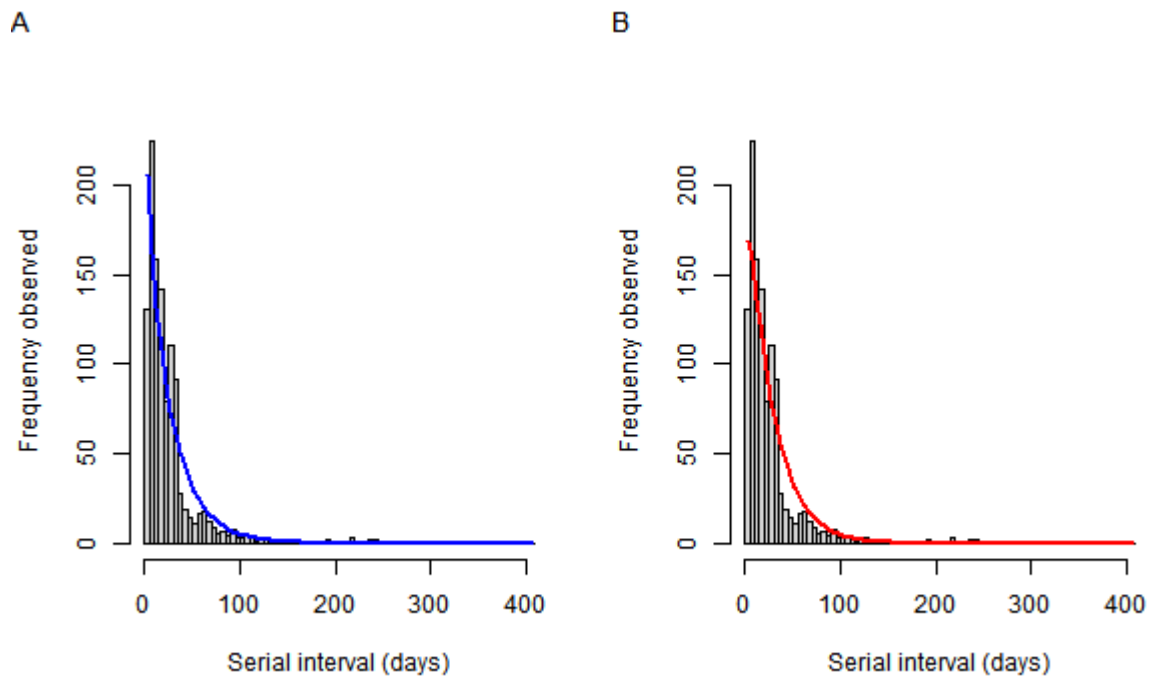 A
Frequency observed
0 50 100 150 200
0 100 200 300 400
Serial interval (days)
B
Frequency observed
0 50 100 150 200
0 100 200 300 400
Serial interval (days)